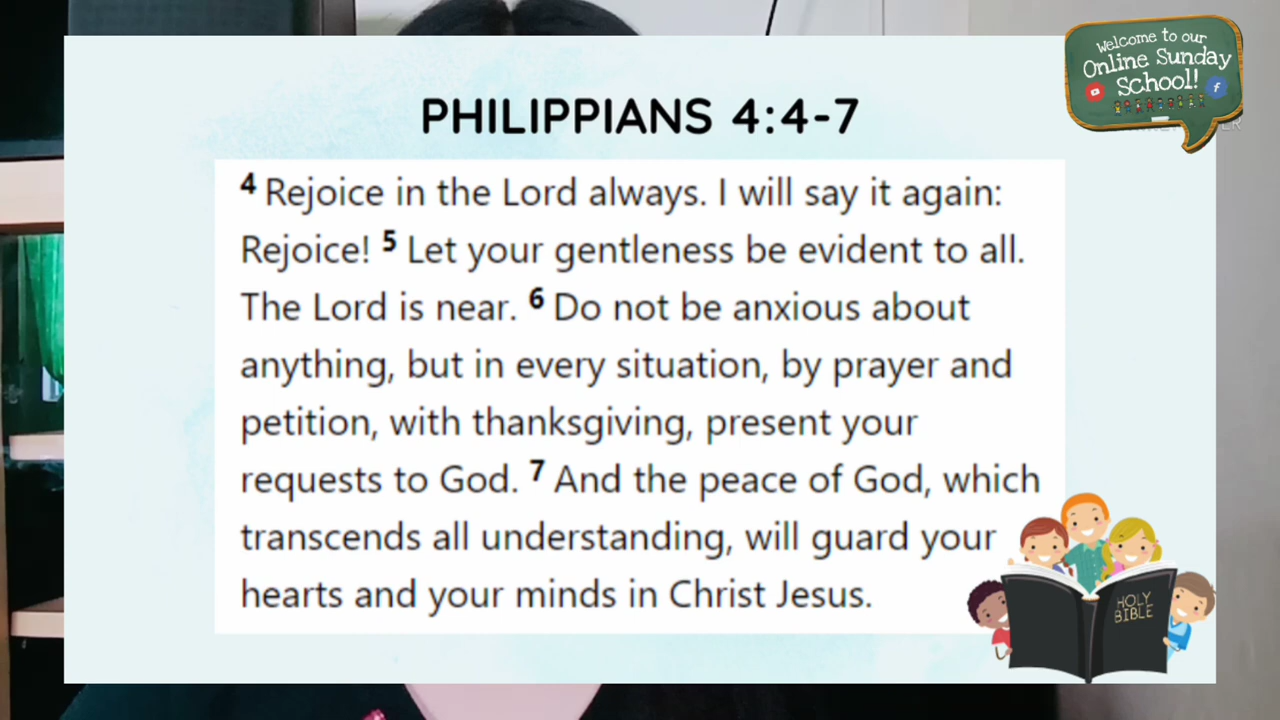 Welcome to our
Online Sunday
School!
PHILIPPIANS 4:4-7
4 Rejoice in the Lord always. I will say it again:
Rejoice! 5 Let your gentleness be evident to all.
The Lord is near. 6 Do not be anxious about
anything, but in every situation, by prayer and
petition, with thanksgiving, present your
requests to God. 7 And the peace of God, which
transcends all understanding, will guard your
hearts and your minds in Christ Jesus.
HOLY
BIBLE